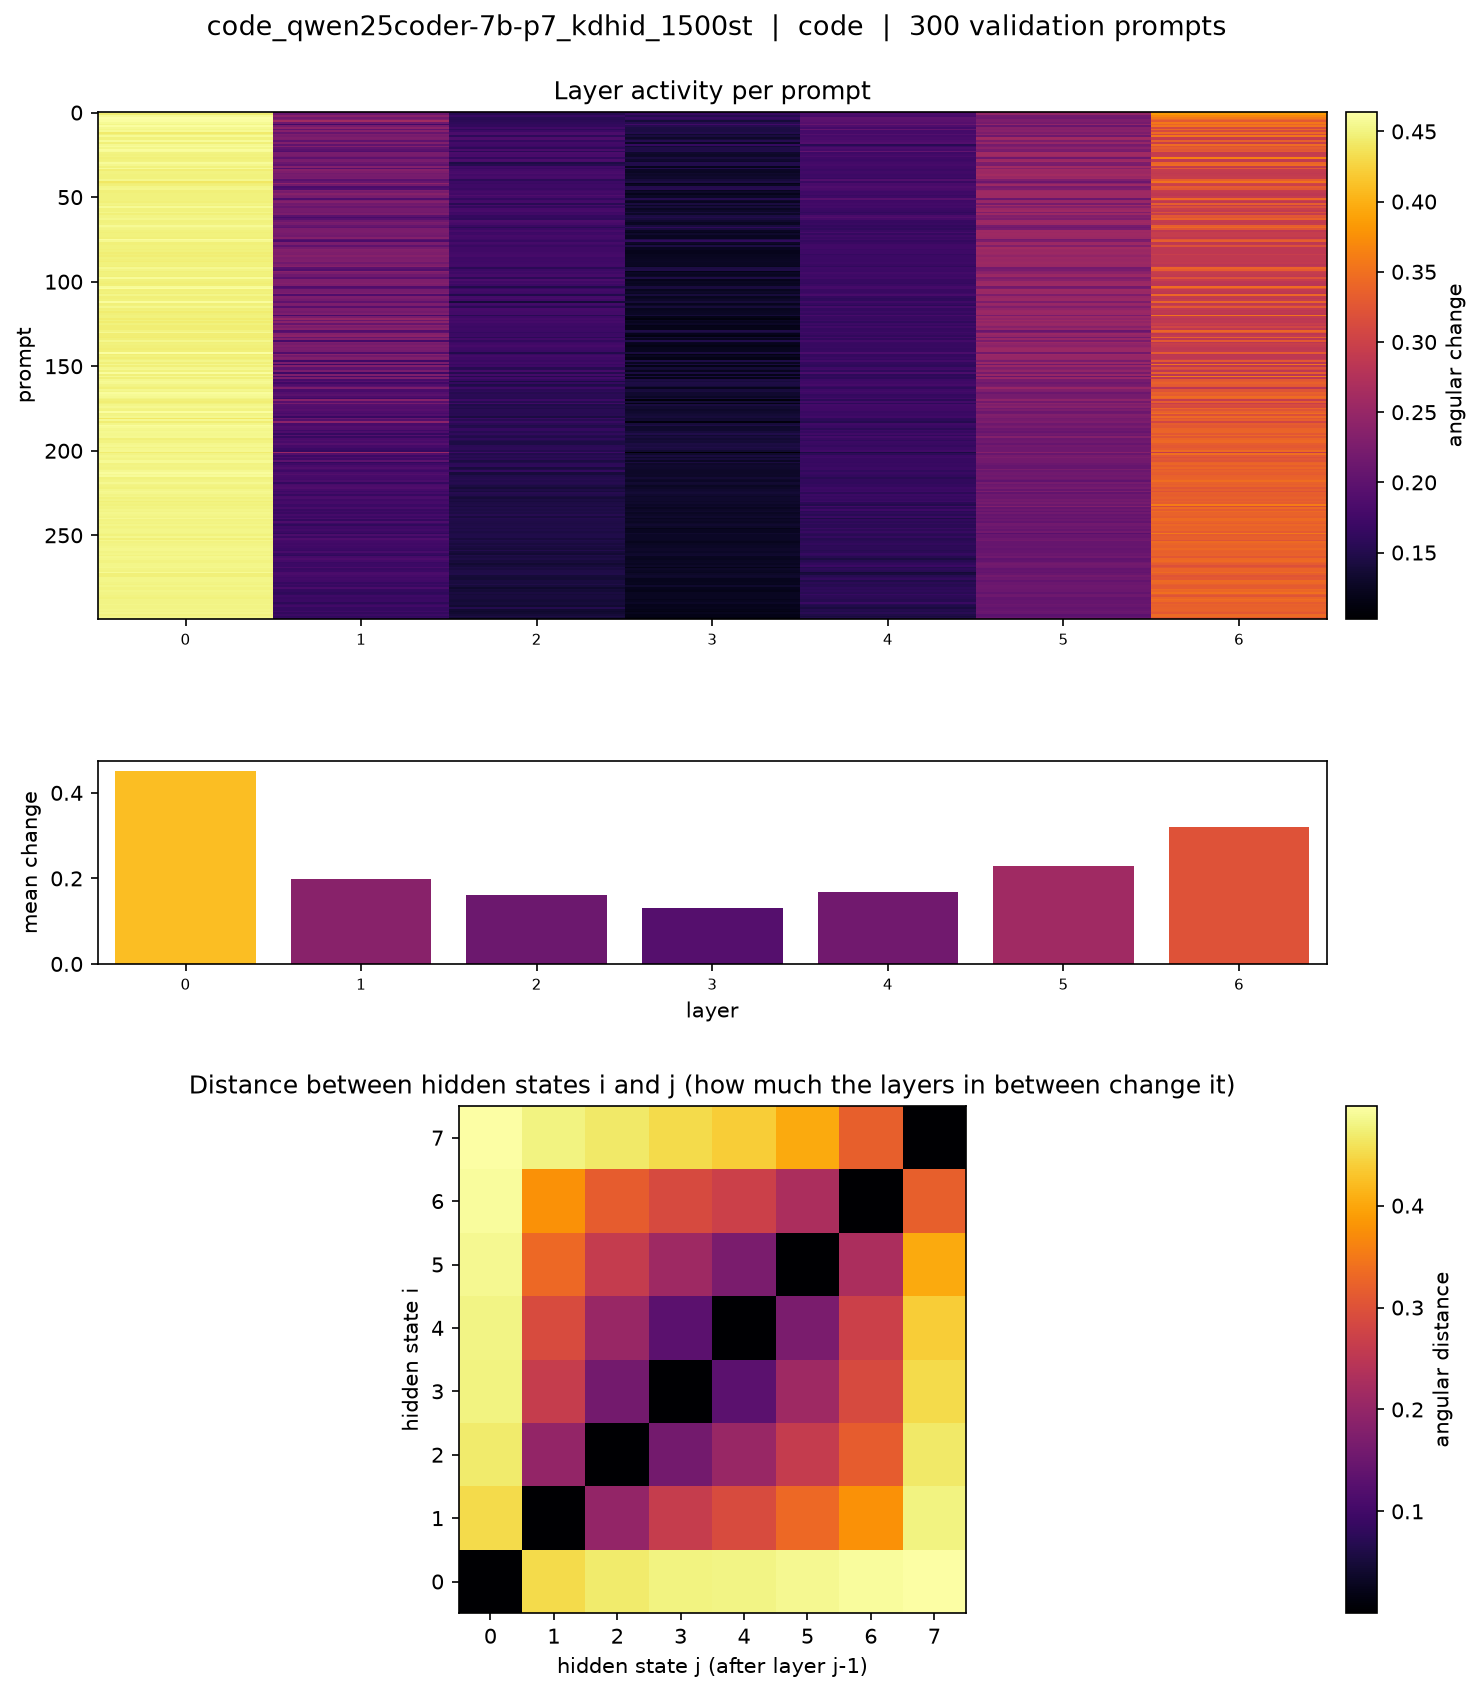 code_qwen25coder-7b-p7_kdhid_1500st | code | 300 validation prompts
Layer activity per prompt
0
50
100
150
200
250
prompt
0 1 2 3 4 5 6
0.45
0.40
0.35
0.30
0.25
0.20
0.15
angular change
0.4
0.2
0.0
mean change
0 1 2 3 4 5 6
layer
Distance between hidden states i and j (how much the layers in between change it)
7
6
5
4
3
2
1
0
hidden state i
0 1 2 3 4 5 6 7
hidden state j (after layer j-1)
0.4
0.3
0.2
0.1
angular distance